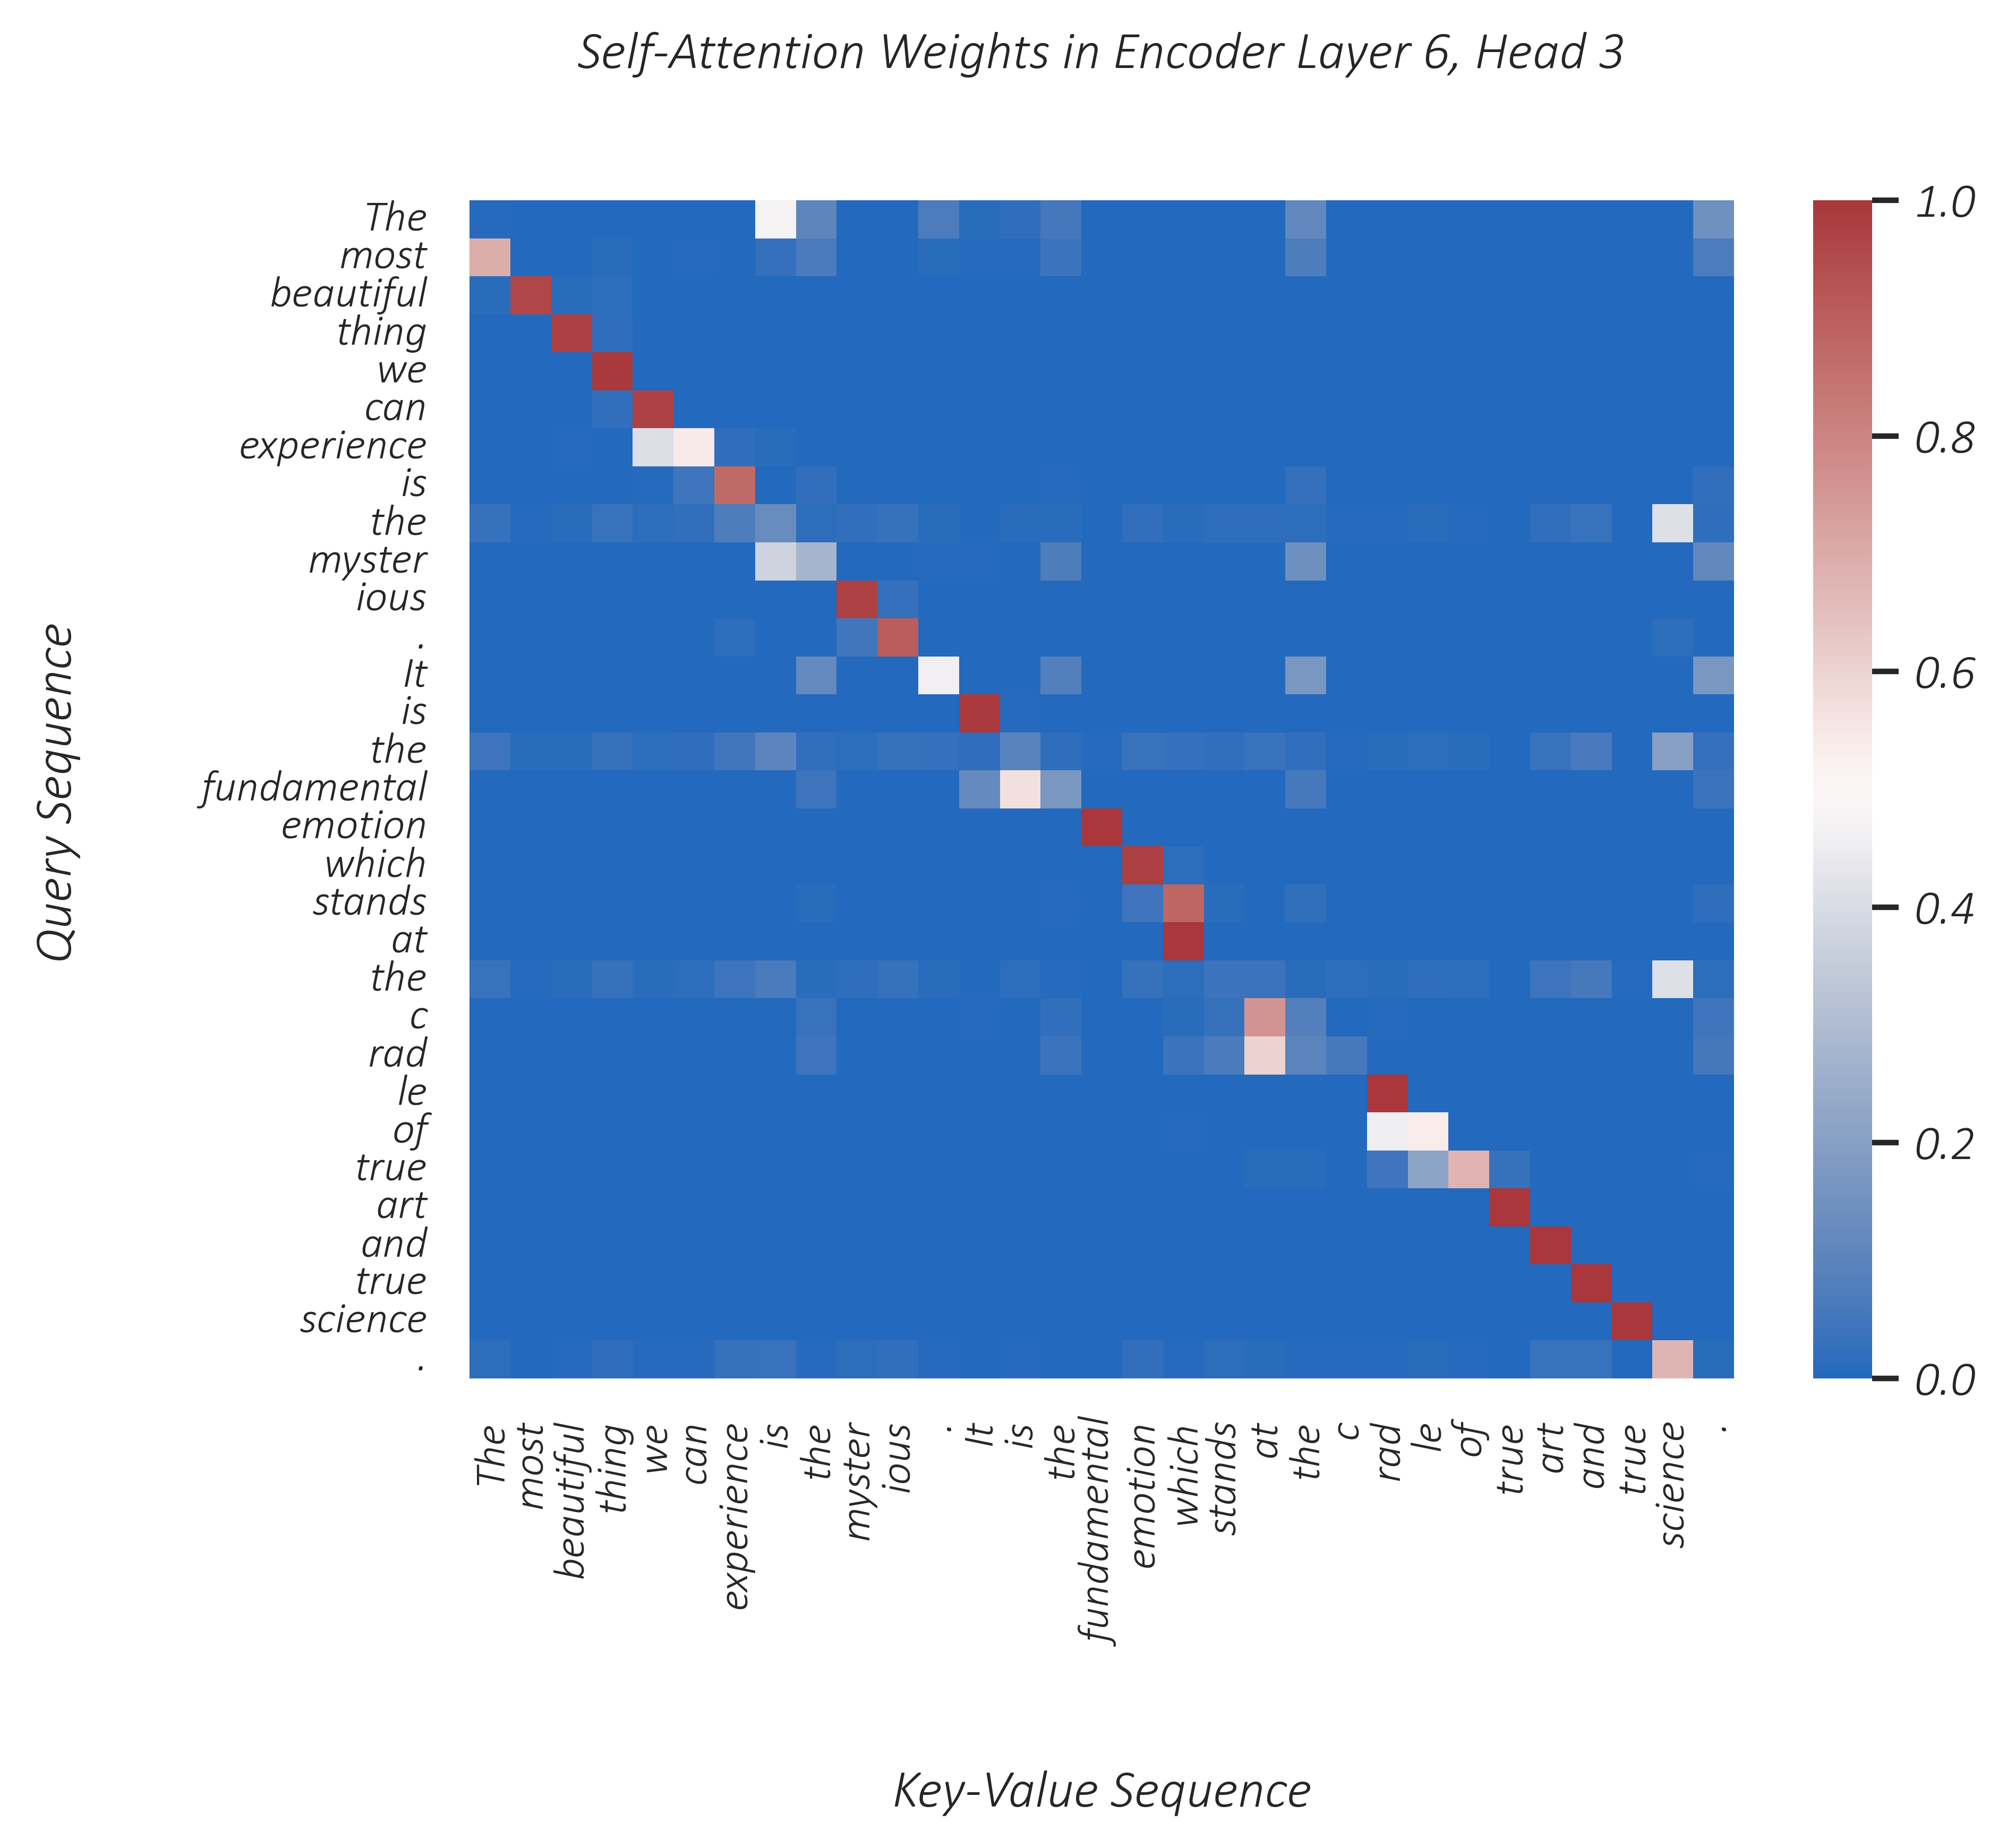 Self-Attention Weights in Encoder Layer 6, Head 3
Query Sequence
The
most
beautiful
thing
we
can
experience
is
the
myster
ious
.
It
is
the
fundamental
emotion
which
stands
at
the
c
rad
le
of
true
art
and
true
science
.
1.0
0.8
0.6
0.4
0.2
0.0
The
most
beautiful
thing
we
can
experience
is
the
myster
ious
.
It
is
the
fundamental
emotion
which
stands
at
the
c
rad
le
of
true
art
and
true
science
.
Key-Value Sequence